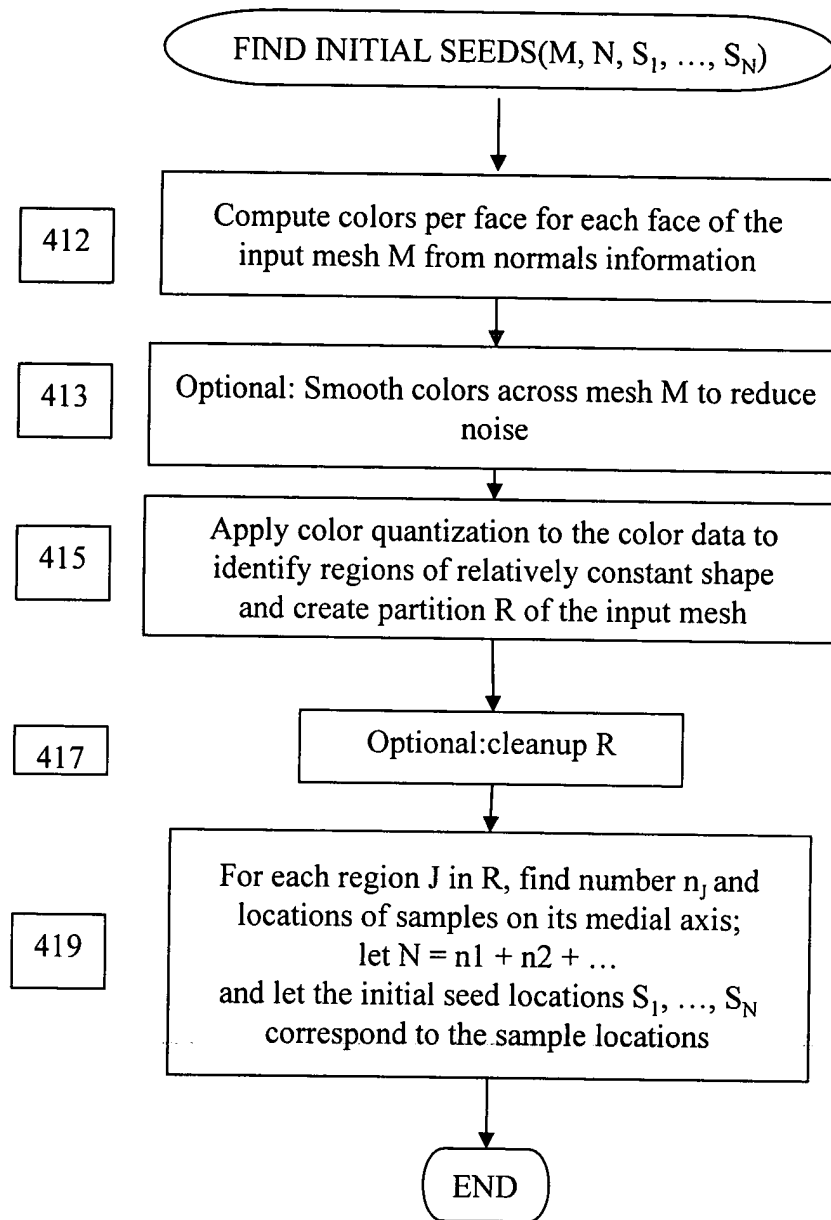 FIND INITIAL SEEDS(M, N, S₁, …, S_N)
412
Compute colors per face for each face of the
input mesh M from normals information
413
Optional: Smooth colors across mesh M to reduce
noise
415
Apply color quantization to the color data to
identify regions of relatively constant shape
and create partition R of the input mesh
417
Optional:cleanup R
419
For each region J in R, find number n_J and
locations of samples on its medial axis;
let N = n1 + n2 + …
and let the initial seed locations S₁, …, S_N
correspond to the sample locations
END